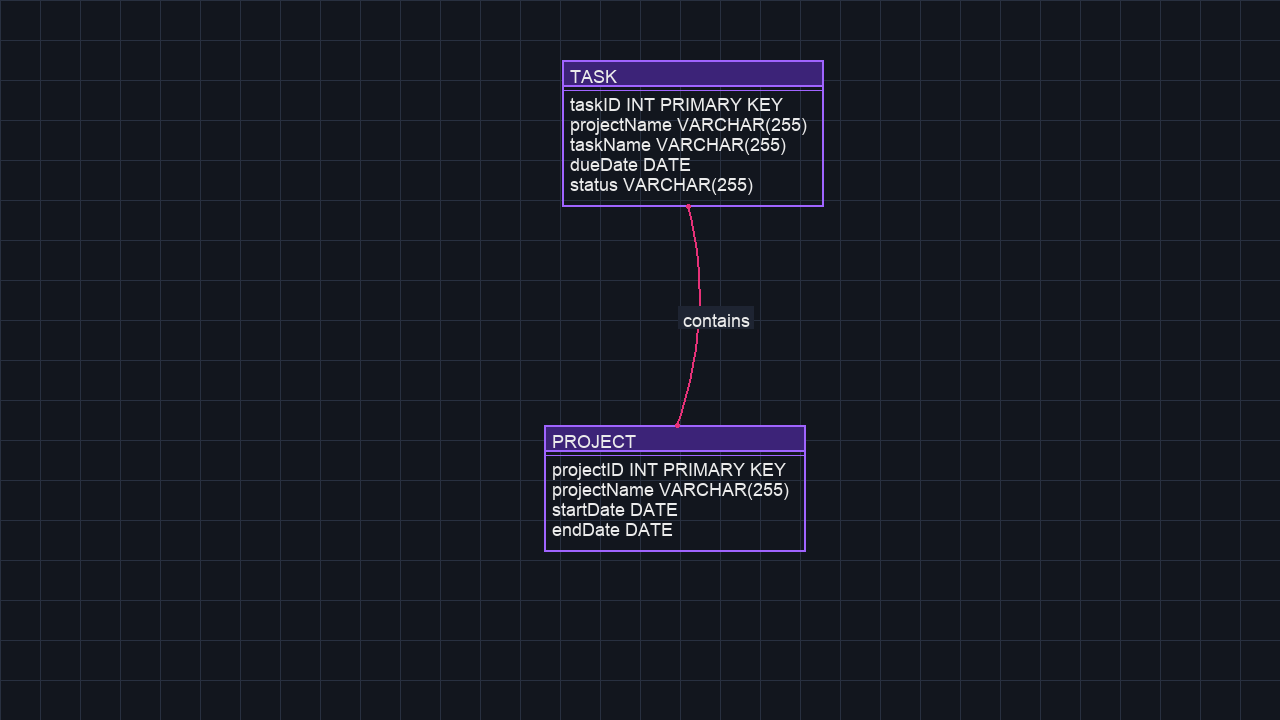 TASK
taskID INT PRIMARY KEY
projectName VARCHAR(255)
taskName VARCHAR(255)
dueDate DATE
status VARCHAR(255)
contains
PROJECT
projectID INT PRIMARY KEY
projectName VARCHAR(255)
startDate DATE
endDate DATE